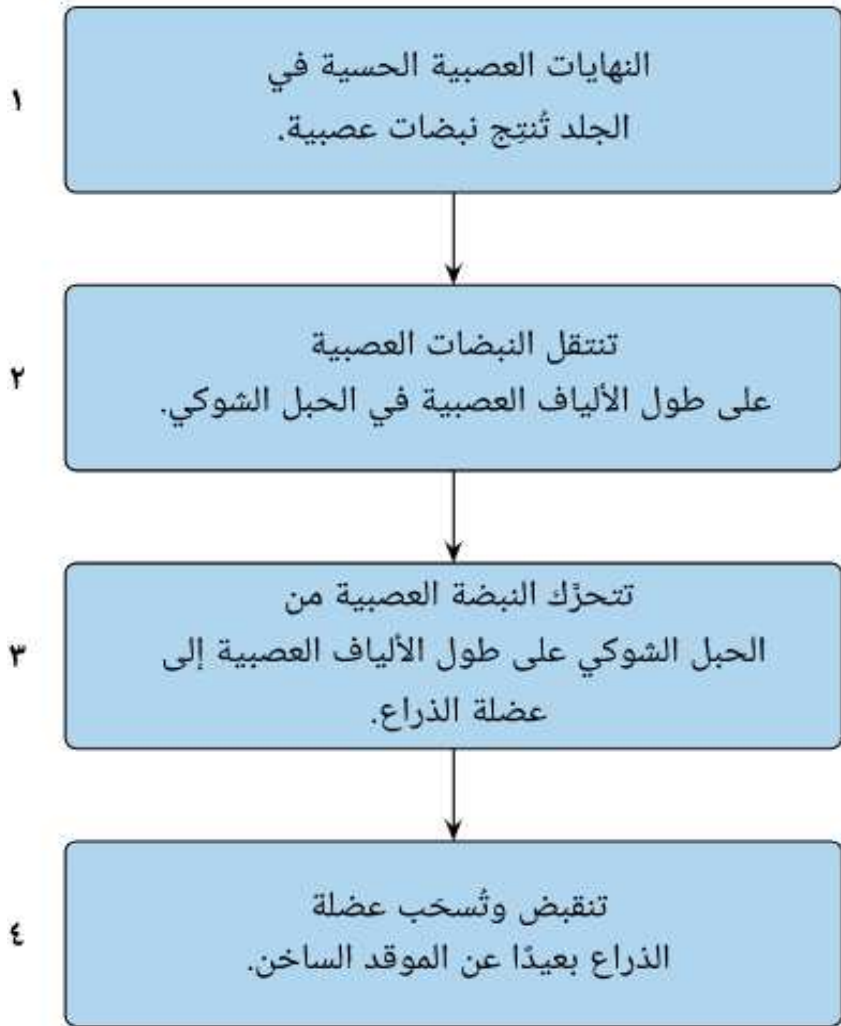 ١
النهايات العصبية الحسية في
الجلد تُنتِج نبضات عصبية.
٢
تنتقل النبضات العصبية
على طول الألياف العصبية في الحبل الشوكي.
٣
تتحرَّك النبضة العصبية من
الحبل الشوكي على طول الألياف العصبية إلى
عضلة الذراع.
٤
تنقبض وتُسحَب عضلة
الذراع بعيدًا عن الموقد الساخن.